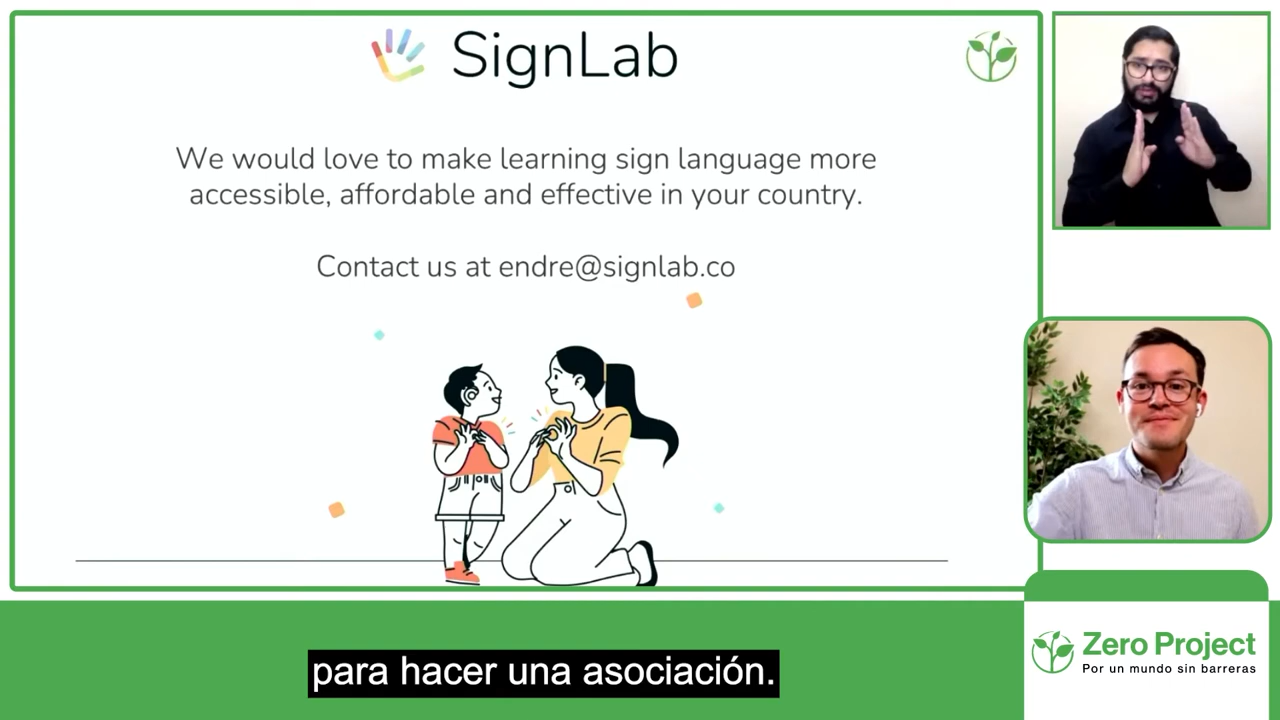 SignLab
We would love to make learning sign language more
accessible, affordable and effective in your country.
Contact us at endre@signlab.co
para hacer una asociación.
Zero Project
Por un mundo sin barreras